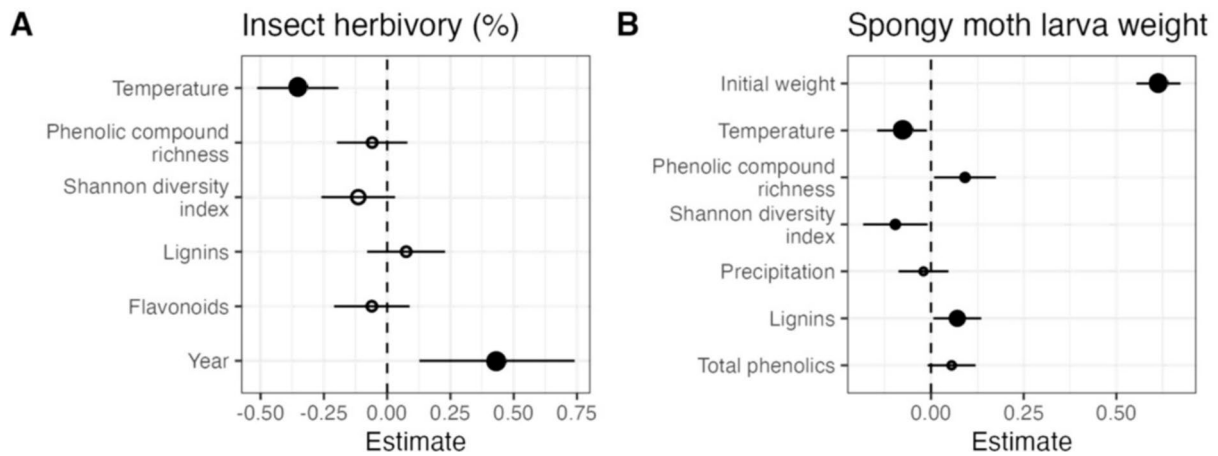 A
Insect herbivory (%)
Temperature
Phenolic compound
richness
Shannon diversity
index
Lignins
Flavonoids
Year
-0.50 -0.25 0.00 0.25 0.50 0.75
Estimate
B
Spongy moth larva weight
Initial weight
Temperature
Phenolic compound
richness
Shannon diversity
index
Precipitation
Lignins
Total phenolics
0.00 0.25 0.50
Estimate